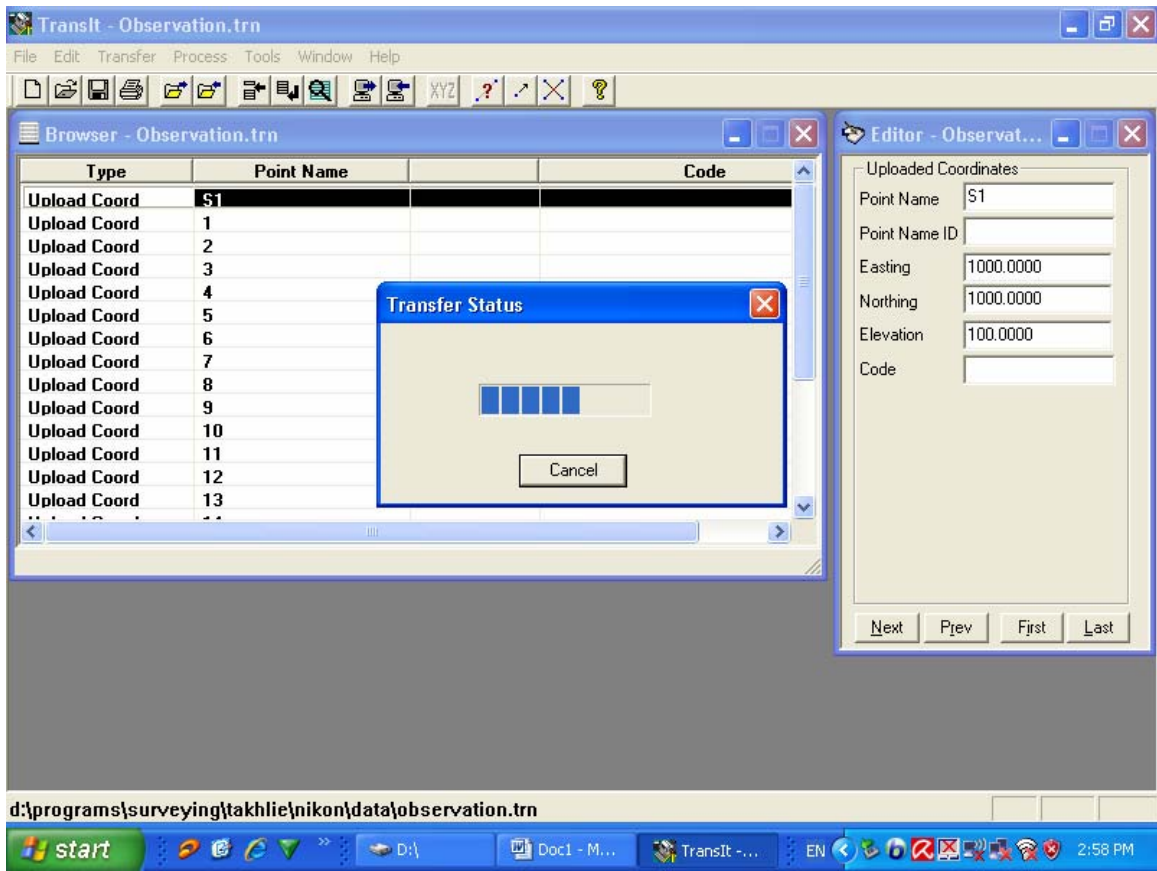 TransIt - Observation.trn
File Edit Transfer Process Tools Window Help
XYZ
Browser - Observation.trn
Type Point Name Code
Upload Coord S1
Upload Coord 1
Upload Coord 2
Upload Coord 3
Upload Coord 4
Upload Coord 5
Upload Coord 6
Upload Coord 7
Upload Coord 8
Upload Coord 9
Upload Coord 10
Upload Coord 11
Upload Coord 12
Upload Coord 13
Transfer Status
Cancel
Editor - Observat...
Uploaded Coordinates
Point Name S1
Point Name ID
Easting 1000.0000
Northing 1000.0000
Elevation 100.0000
Code
Next Prev First Last
d:\programs\surveying\takhlie\nikon\data\observation.trn
start D:\ Doc1 - M... TransIt -... EN 2:58 PM